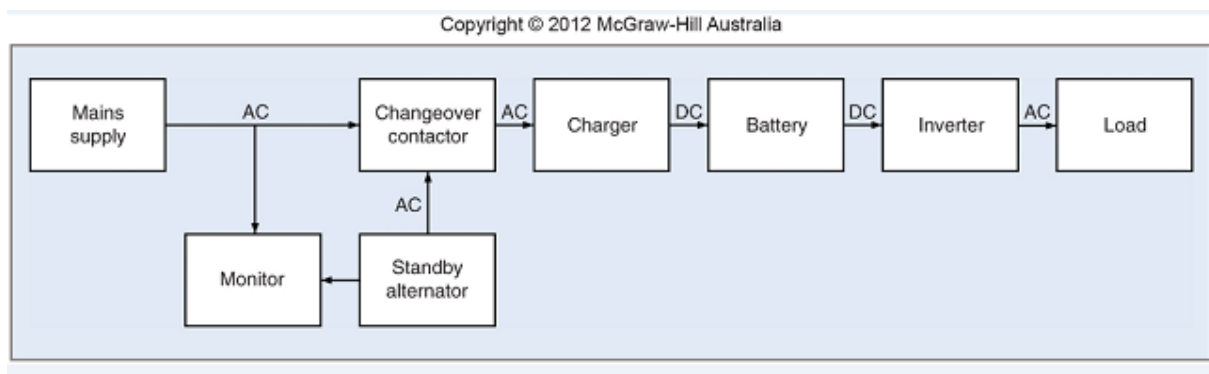 Copyright © 2012 McGraw-Hill Australia
Mains
supply
AC
Changeover
contactor
AC
Charger
DC
Battery
DC
Inverter
AC
Load
AC
Monitor
Standby
alternator